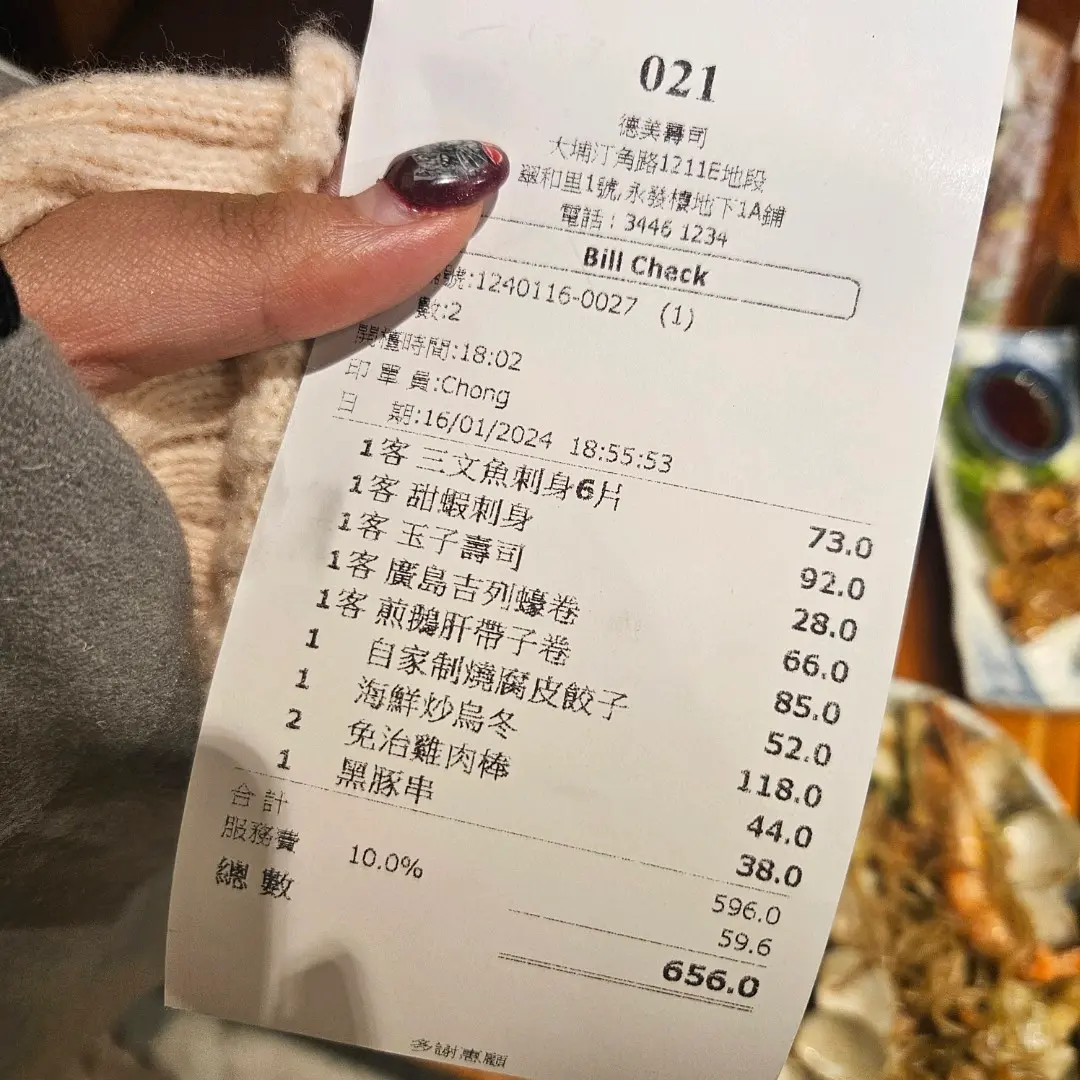 021
德美壽司
大埔汀角路1211E地段
翠和里1號,永發樓地下1A鋪
電話：3446 1234
Bill Check
號:1240116-0027 (1)
數:2
開檯時間:18:02
印單員:Chong
日 期:16/01/2024 18:55:53
1客 三文魚刺身6片 73.0
1客 甜蝦刺身 92.0
1客 玉子壽司 28.0
1客 廣島吉列蠔卷 66.0
1客 煎鵝肝帶子卷 85.0
1 自家制燒腐皮餃子 52.0
1 海鮮炒烏冬 118.0
2 免治雞肉棒 44.0
1 黑豚串 38.0
合計 596.0
服務費 10.0% 59.6
總數 656.0
多謝惠顧